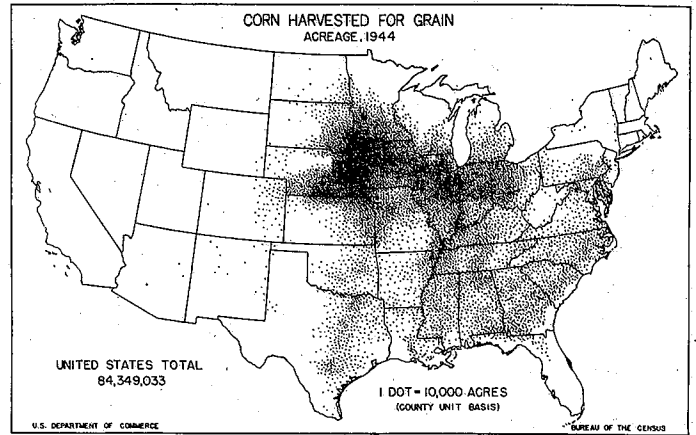 CORN HARVESTED FOR GRAIN
ACREAGE, 1944
UNITED STATES TOTAL
84,349,033
1 DOT = 10,000 ACRES
(COUNTY UNIT BASIS)
U.S. DEPARTMENT OF COMMERCE
BUREAU OF THE CENSUS